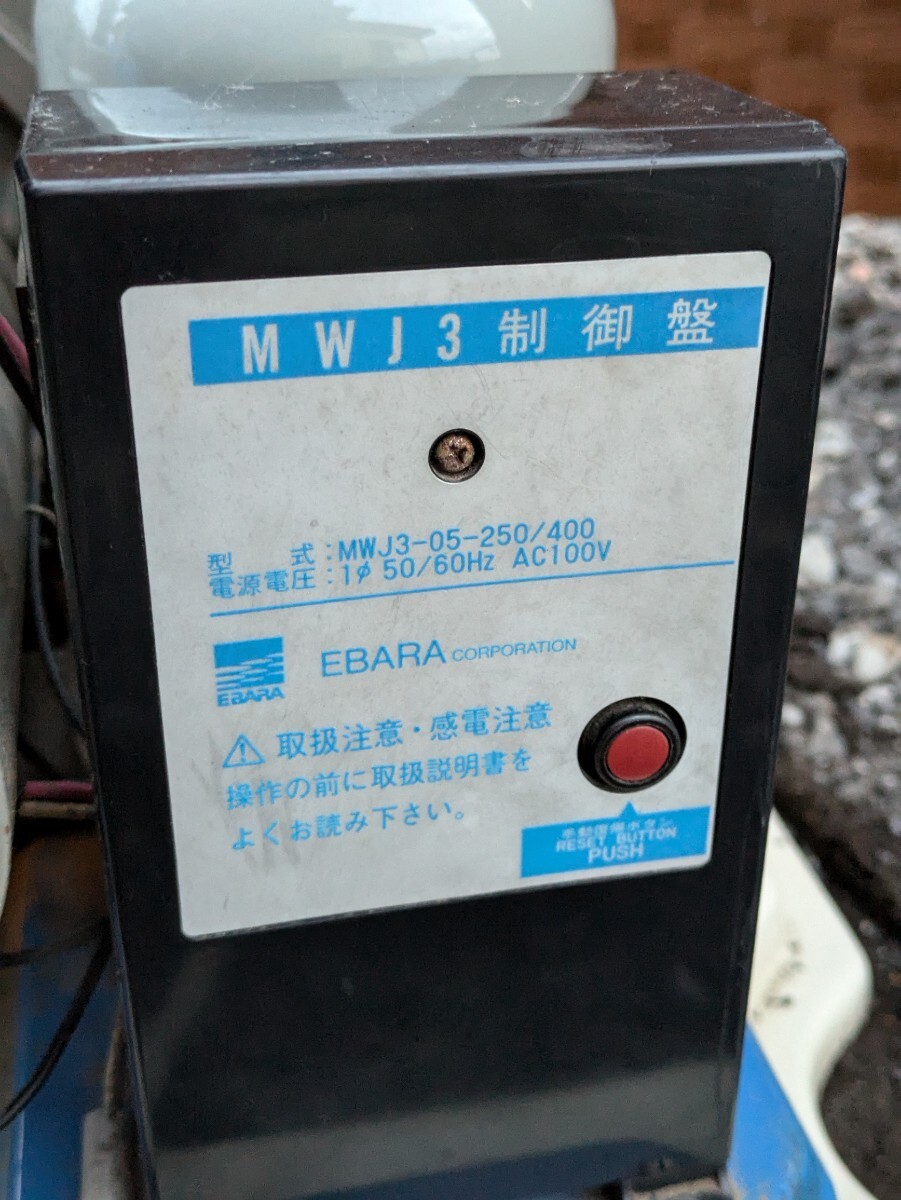 MWJ3制御盤
型 式:MWJ3-05-250/400
電源電圧:1φ 50/60Hz AC100V
EBARA
EBARA CORPORATION
⚠取扱注意・感電注意
操作の前に取扱説明書を
よくお読み下さい。
手動復帰ボタン
RESET BUTTON
PUSH